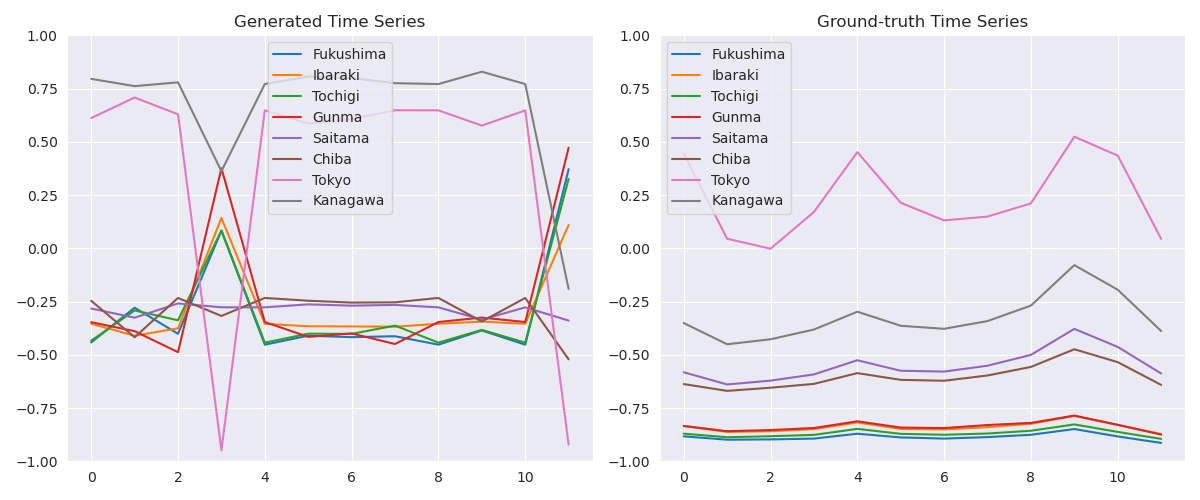 Generated Time Series
1.00
0.75
0.50
0.25
0.00
−0.25
−0.50
−0.75
−1.00
0
2
4
6
8
10
Fukushima
Ibaraki
Tochigi
Gunma
Saitama
Chiba
Tokyo
Kanagawa
Ground-truth Time Series
1.00
0.75
0.50
0.25
0.00
−0.25
−0.50
−0.75
−1.00
0
2
4
6
8
10
Fukushima
Ibaraki
Tochigi
Gunma
Saitama
Chiba
Tokyo
Kanagawa